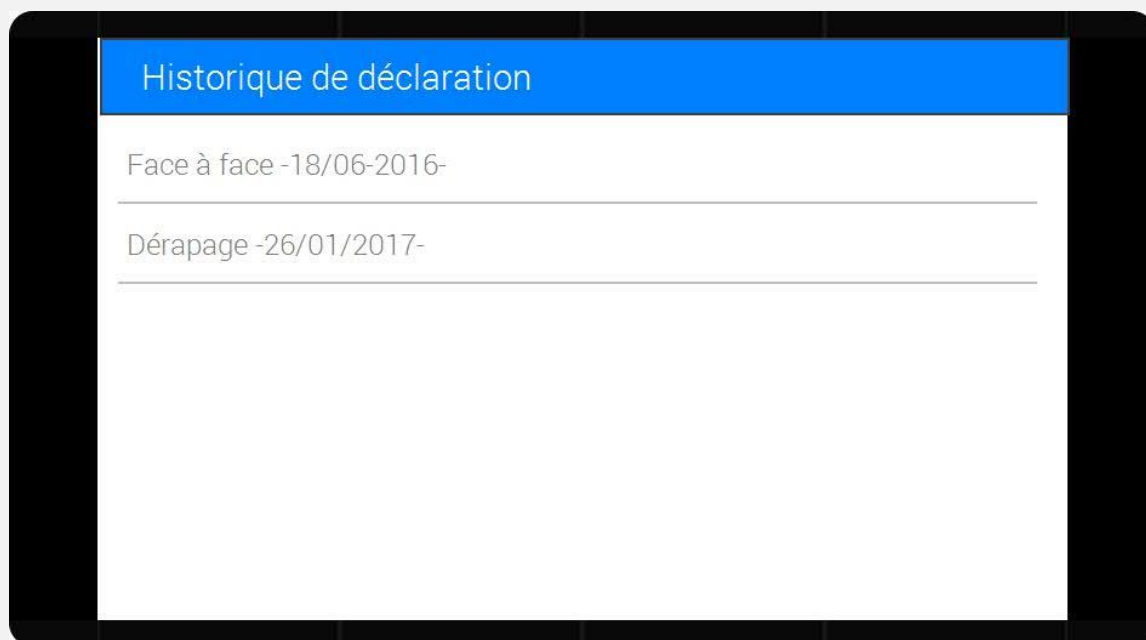 Historique de déclaration
Face à face -18/06-2016-
Dérapage -26/01/2017-